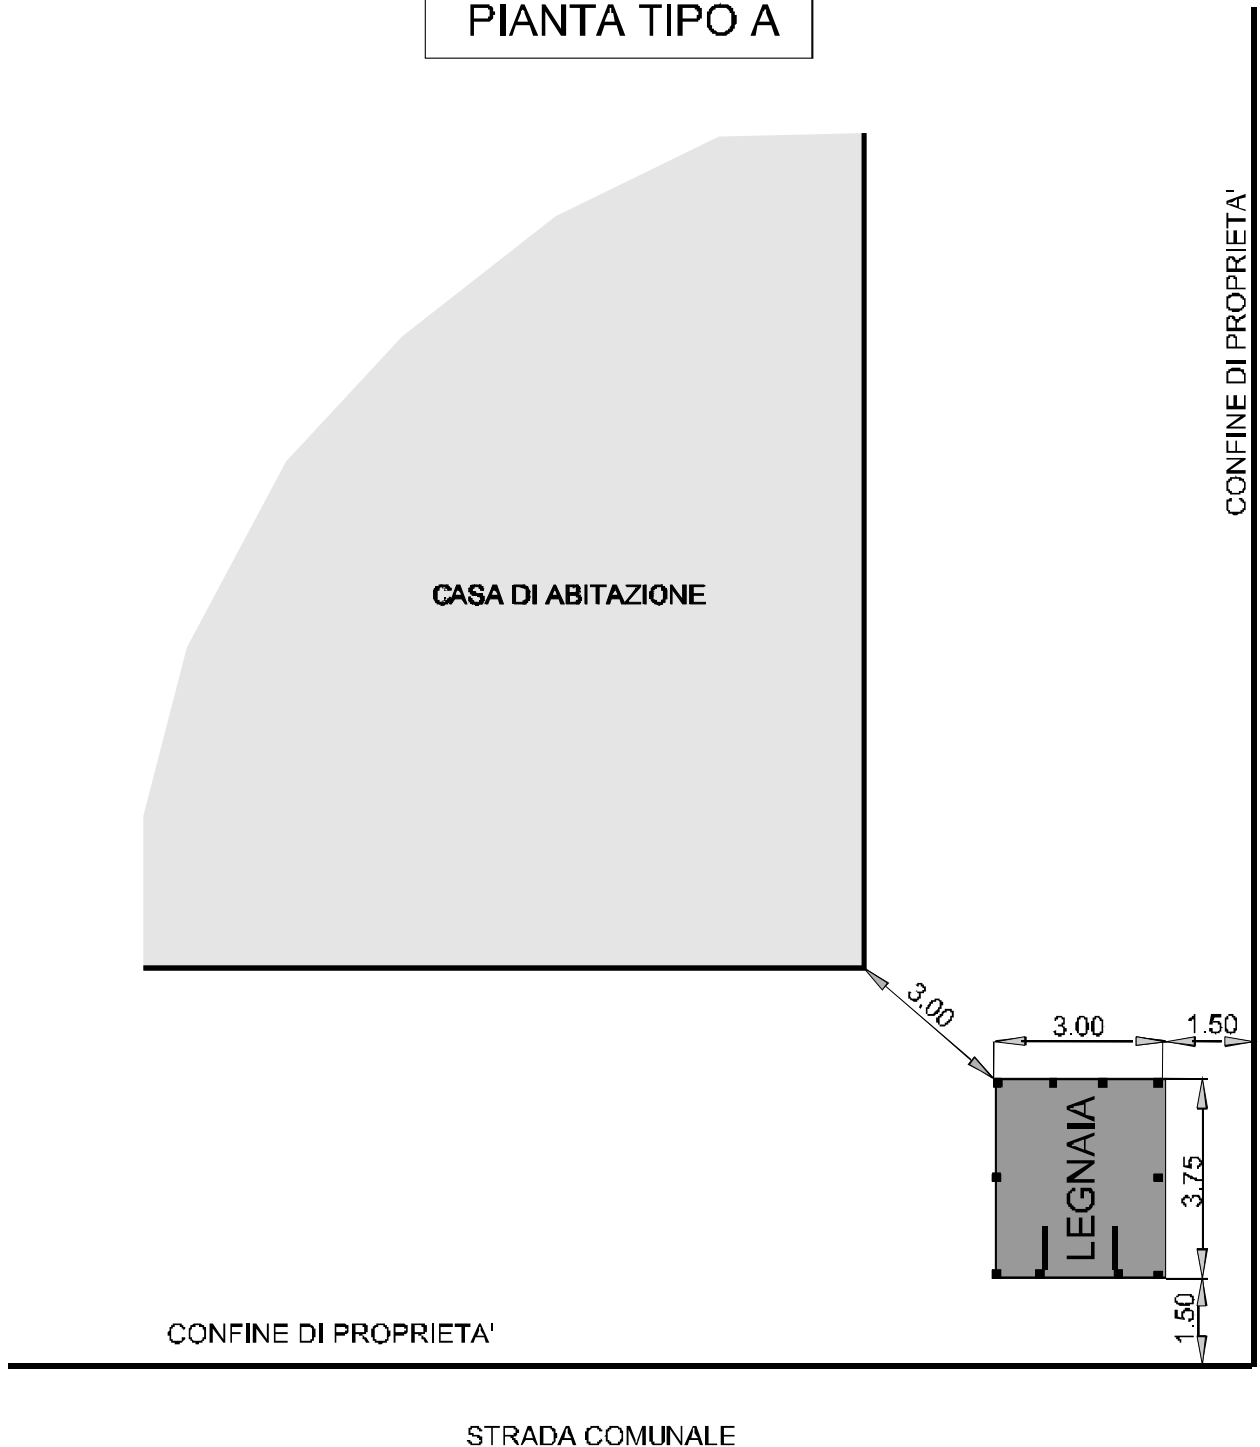 PIANTA TIPO A
CONFINE DI PROPRIETA'
CASA DI ABITAZIONE
3.00
3.00
1.50
LEGNAIA
3.75
1.50
CONFINE DI PROPRIETA'
STRADA COMUNALE